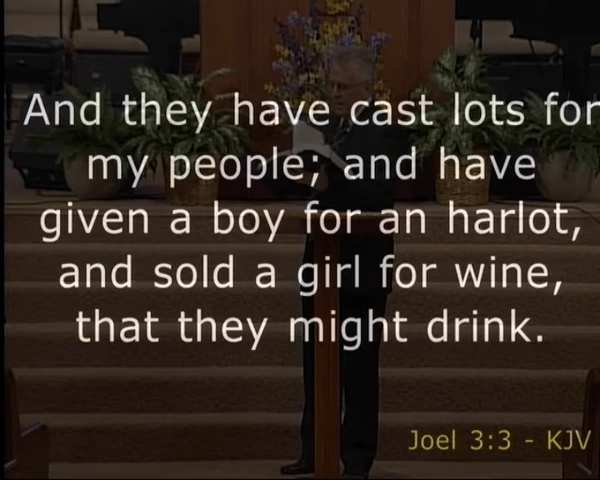 And they have cast lots for
my people; and have
given a boy for an harlot,
and sold a girl for wine,
that they might drink.
Joel 3:3 - KJV